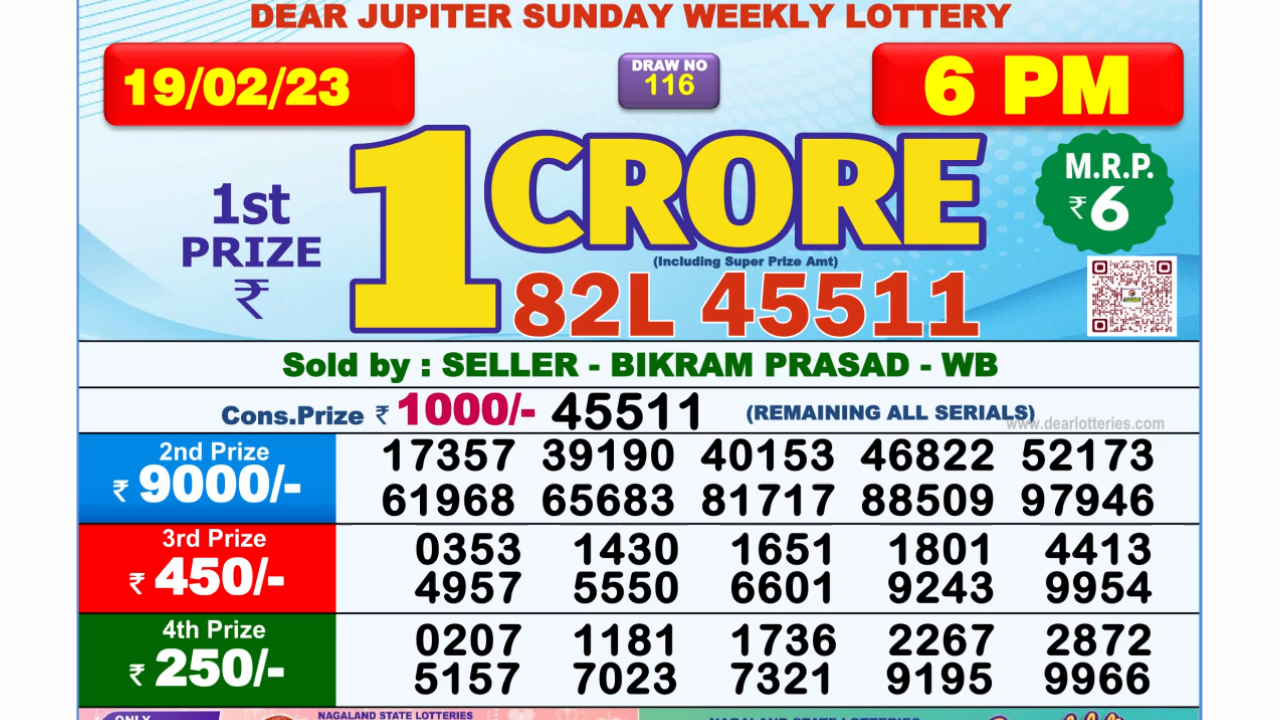 DEAR JUPITER SUNDAY WEEKLY LOTTERY
19/02/23
DRAW NO
116
6 PM
1st
PRIZE
₹
1 CRORE
(Including Super Prize Amt)
82L 45511
M.R.P.
₹6
Sold by : SELLER - BIKRAM PRASAD - WB
Cons.Prize ₹ 1000/- 45511 (REMAINING ALL SERIALS)
www.dearlotteries.com
2nd Prize
₹ 9000/-
17357 39190 40153 46822 52173
61968 65683 81717 88509 97946
3rd Prize
₹ 450/-
0353 1430 1651 1801 4413
4957 5550 6601 9243 9954
4th Prize
₹ 250/-
0207 1181 1736 2267 2872
5157 7023 7321 9195 9966
ONLY
NAGALAND STATE LOTTERIES
NAGALAND STATE LOTTERIES